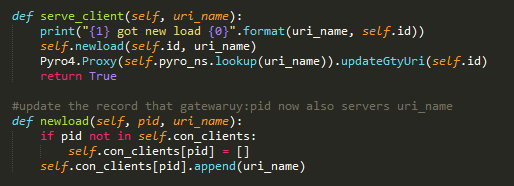 def serve_client(self, uri_name):
    print("{1} got new load {0}".format(uri_name, self.id))
    self.newload(self.id, uri_name)
    Pyro4.Proxy(self.pyro_ns.lookup(uri_name)).updateGtyUri(self.id)
    return True
#update the record that gatewaruy:pid now also servers uri_name
def newload(self, pid, uri_name):
    if pid not in self.con_clients:
        self.con_clients[pid] = []
    self.con_clients[pid].append(uri_name)